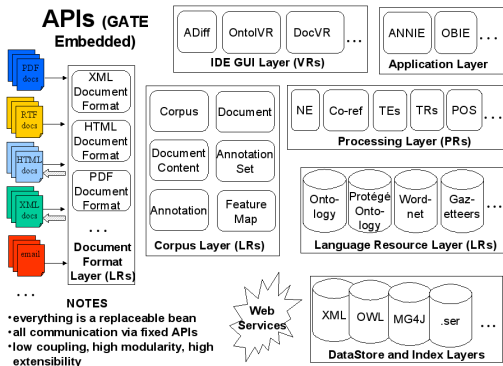 APIs (GATE
Embedded)
PDF
docs
RTF
docs
HTML
docs
XML
docs
email
...
XML
Document
Format
HTML
Document
Format
PDF
Document
Format
...
Document
Format
Layer (LRs)
ADiff
OntolVR
DocVR
...
IDE GUI Layer (VRs)
ANNIE
OBIE
...
Application Layer
Corpus
Document
Document
Content
Annotation
Set
Annotation
Feature
Map
Corpus Layer (LRs)
NE
Co-ref
TEs
TRs
POS
...
Processing Layer (PRs)
Onto-
logy
Protégé
Onto-
logy
Word-
net
Gaz-
etteers
...
Language Resource Layer (LRs)
NOTES
•everything is a replaceable bean
•all communication via fixed APIs
•low coupling, high modularity, high
extensibility
Web
Services
XML
OWL
MG4J
.ser
...
DataStore and Index Layers